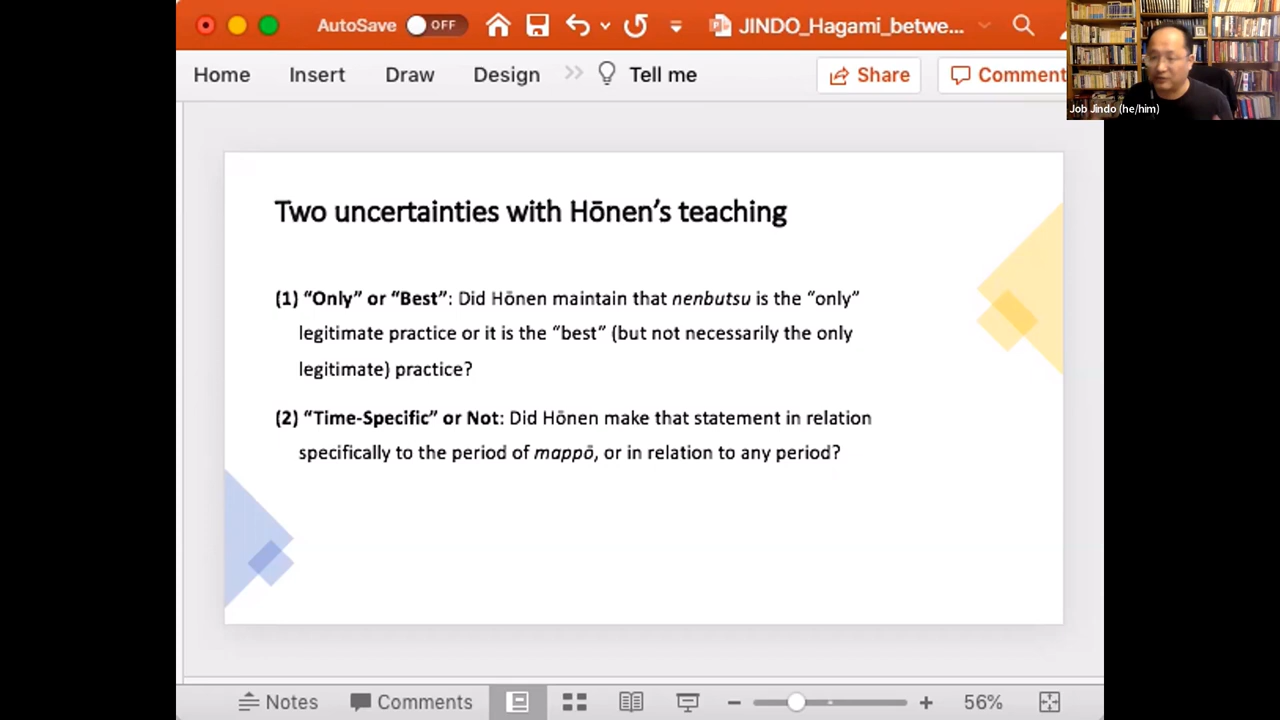 AutoSave OFF JINDO_Hagami_betwe...
Home Insert Draw Design Tell me Share Comment
Job Jindo (he/him)
Two uncertainties with Hōnen’s teaching
(1) “Only” or “Best”: Did Hōnen maintain that nenbutsu is the “only”
legitimate practice or it is the “best” (but not necessarily the only
legitimate) practice?
(2) “Time-Specific” or Not: Did Hōnen make that statement in relation
specifically to the period of mappō, or in relation to any period?
Notes Comments 56%